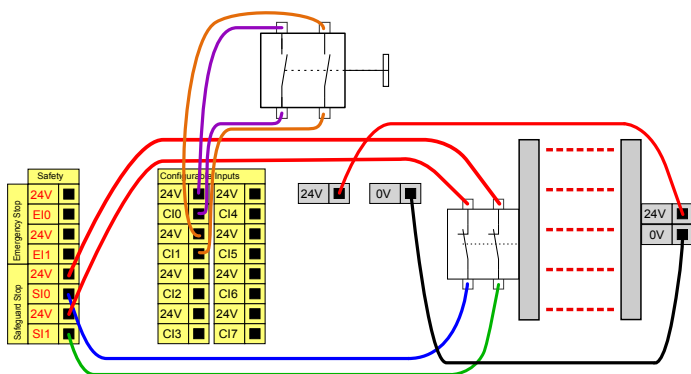 Safety
Emergency Stop
24V
EI0
24V
EI1
Safeguard Stop
24V
SI0
24V
SI1
Configurable Inputs
24V 24V
CI0 CI4
24V 24V
CI1 CI5
24V 24V
CI2 CI6
24V 24V
CI3 CI7
24V 0V
24V
0V